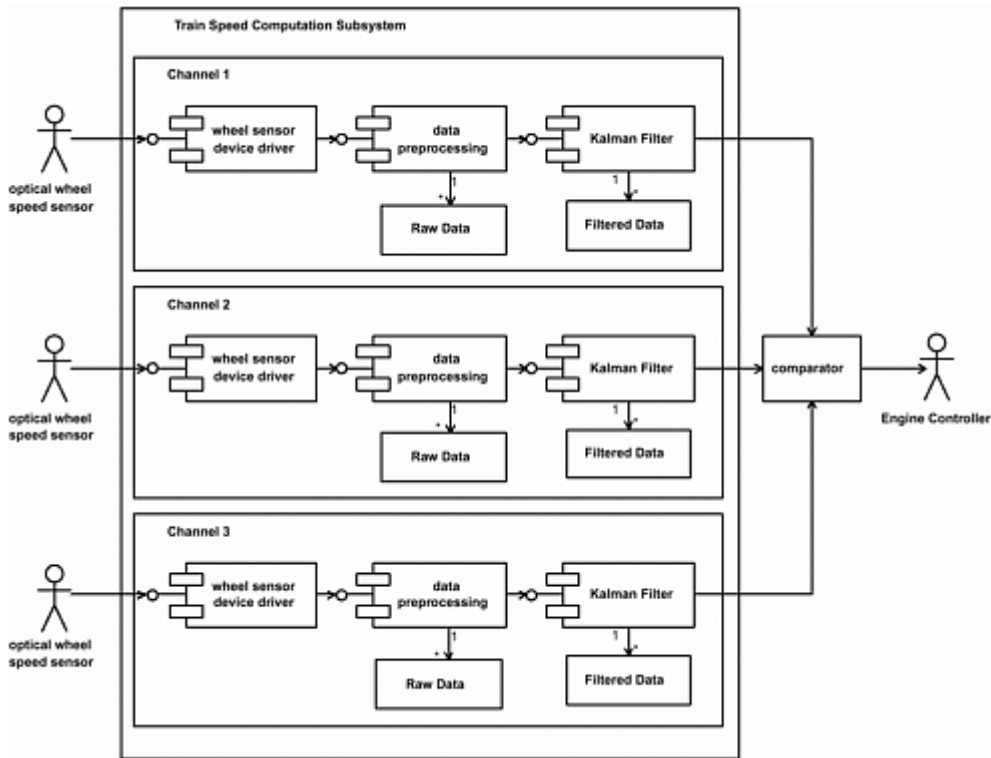 Train Speed Computation Subsystem
Channel 1
wheel sensor
device driver
data
preprocessing
Kalman Filter
optical wheel
speed sensor
1
*
1
*
Raw Data
Filtered Data
Channel 2
wheel sensor
device driver
data
preprocessing
Kalman Filter
comparator
optical wheel
speed sensor
Engine Controller
1
*
1
*
Raw Data
Filtered Data
Channel 3
wheel sensor
device driver
data
preprocessing
Kalman Filter
optical wheel
speed sensor
1
*
1
*
Raw Data
Filtered Data